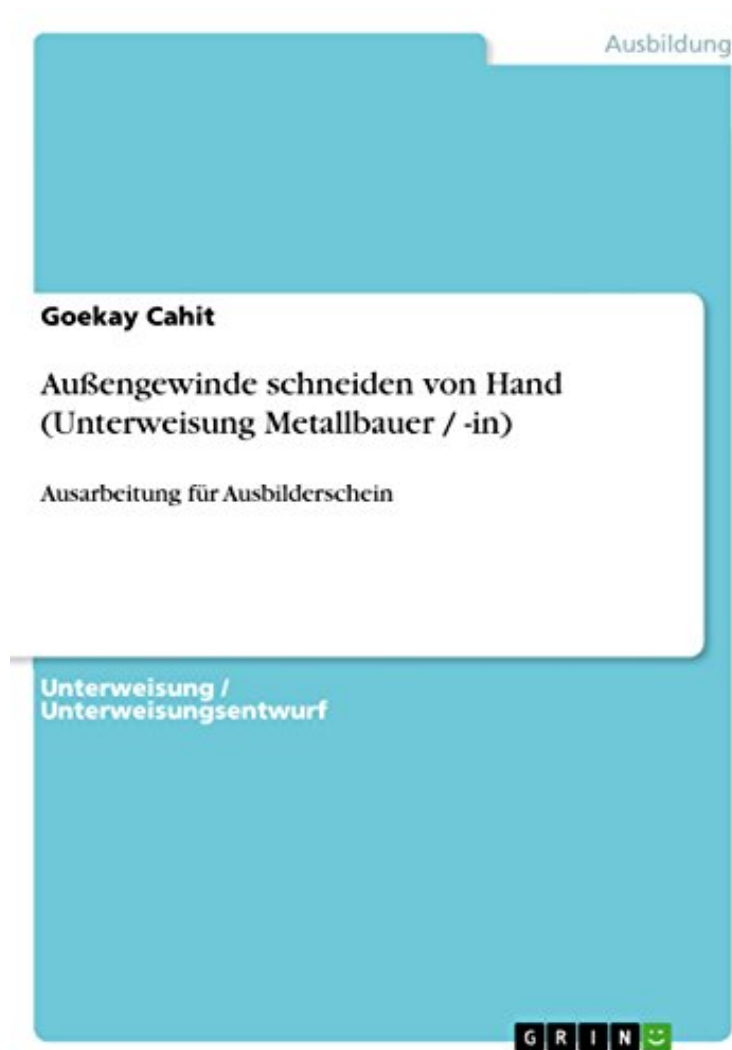 Ausbildung
Goekay Cahit
Außengewinde schneiden von Hand
(Unterweisung Metallbauer / -in)
Ausarbeitung für Ausbilderschein
Unterweisung /
Unterweisungsentwurf
GRIN